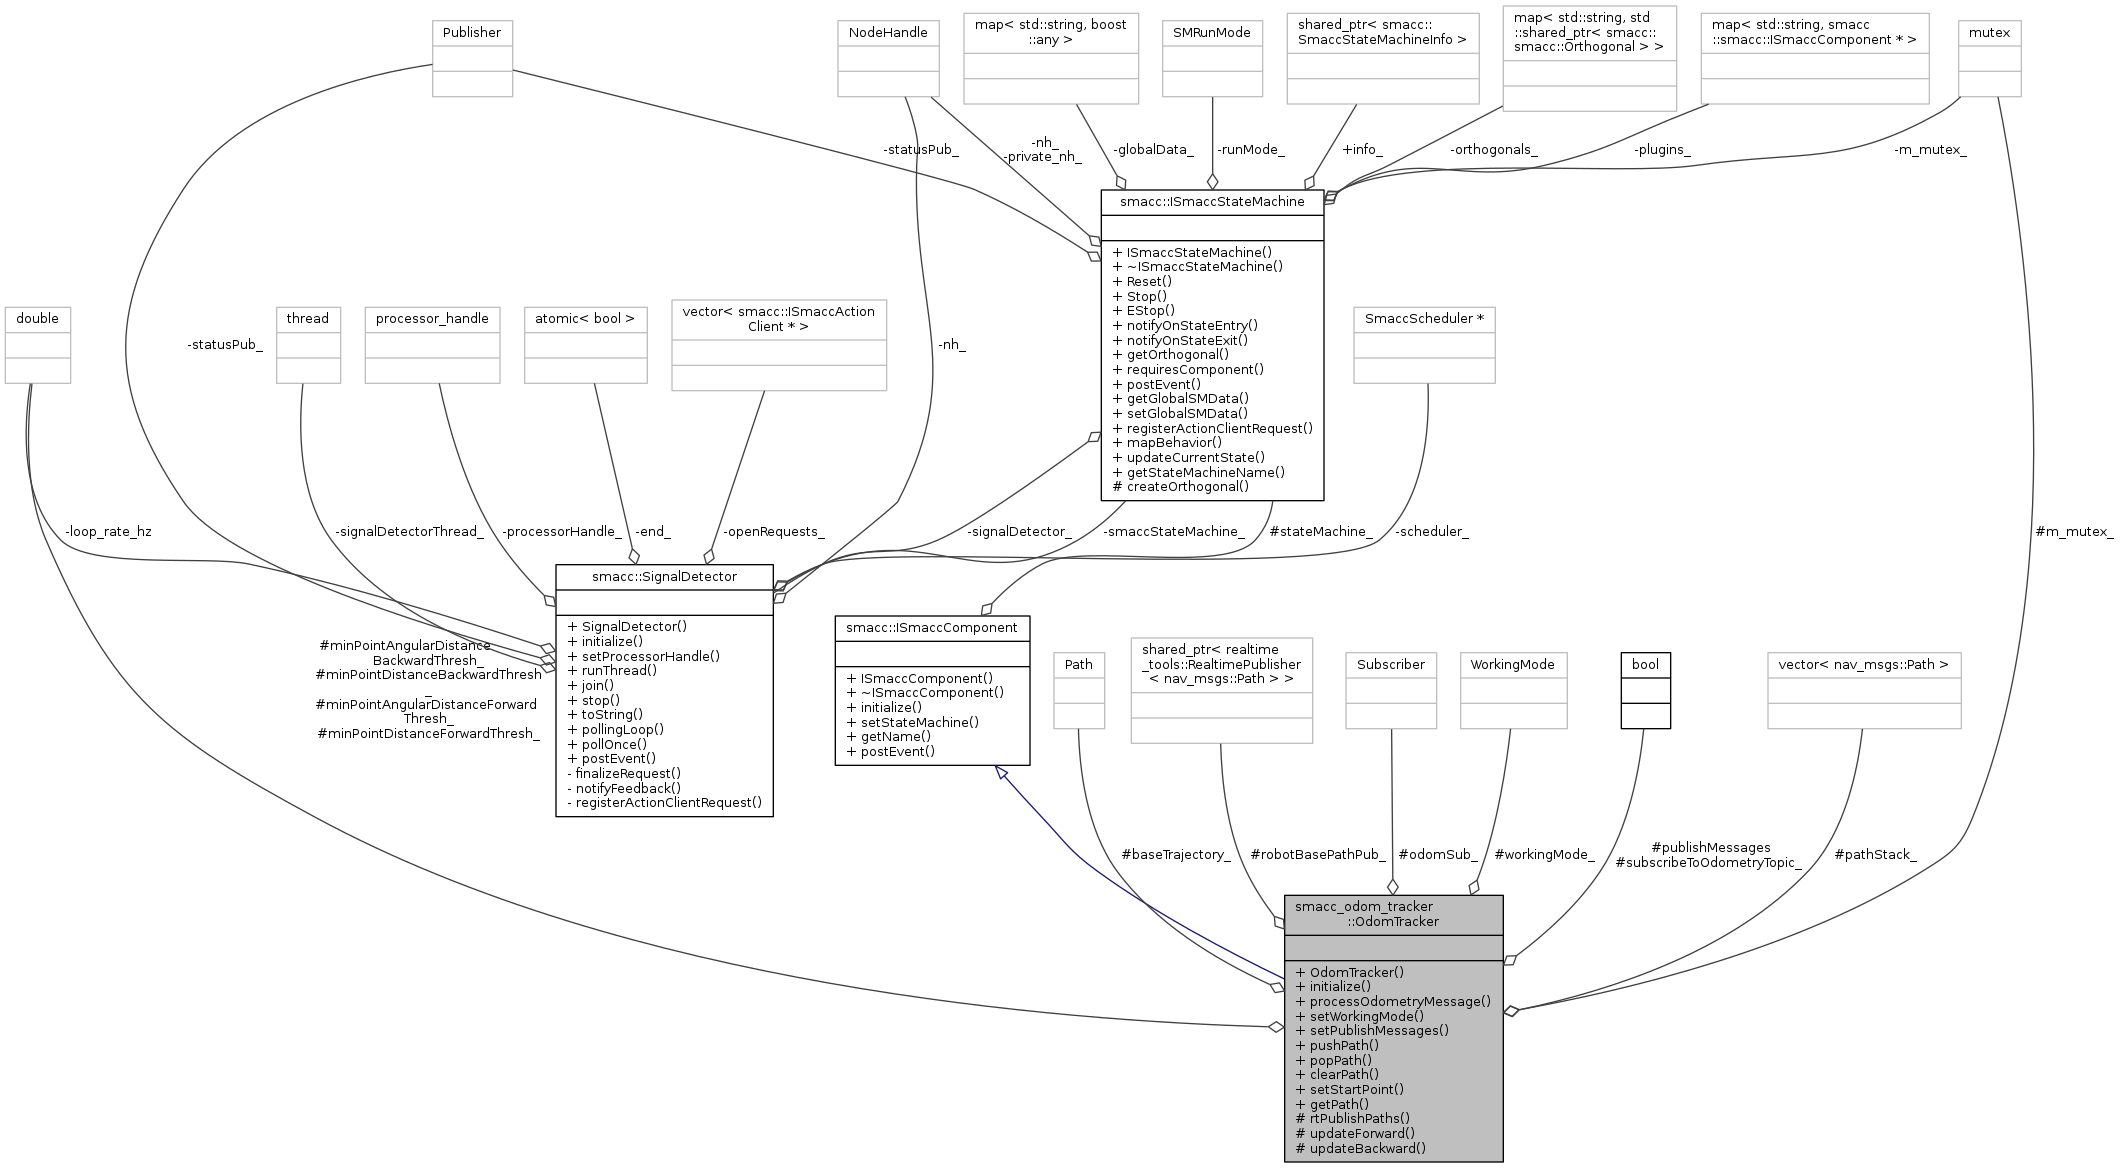 Publisher
NodeHandle
map< std::string, boost
::any >
SMRunMode
shared_ptr< smacc::
SmaccStateMachineInfo >
map< std::string, std
::shared_ptr< smacc::
smacc::Orthogonal > >
map< std::string, smacc
::smacc::ISmaccComponent * >
mutex
-statusPub_
-nh_
-private_nh_
-globalData_
-runMode_
+info_
-orthogonals_
-plugins_
-m_mutex_
smacc::ISmaccStateMachine
+ ISmaccStateMachine()
+ ~ISmaccStateMachine()
+ Reset()
+ Stop()
+ EStop()
+ notifyOnStateEntry()
+ notifyOnStateExit()
+ getOrthogonal()
+ requiresComponent()
+ postEvent()
+ getGlobalSMData()
+ setGlobalSMData()
+ registerActionClientRequest()
+ mapBehavior()
+ updateCurrentState()
+ getStateMachineName()
# createOrthogonal()
double
thread
processor_handle
atomic< bool >
vector< smacc::ISmaccAction
Client * >
SmaccScheduler *
-statusPub_
-nh_
-loop_rate_hz
-signalDetectorThread_
-processorHandle_
-end_
-openRequests_
-signalDetector_
-smaccStateMachine_
#stateMachine_
-scheduler_
#m_mutex_
smacc::SignalDetector
+ SignalDetector()
+ initialize()
+ setProcessorHandle()
+ runThread()
+ join()
+ stop()
+ toString()
+ pollingLoop()
+ pollOnce()
+ postEvent()
- finalizeRequest()
- notifyFeedback()
- registerActionClientRequest()
#minPointAngularDistance
BackwardThresh_
#minPointDistanceBackwardThresh
_
#minPointAngularDistanceForward
Thresh_
#minPointDistanceForwardThresh_
smacc::ISmaccComponent
+ ISmaccComponent()
+ ~ISmaccComponent()
+ initialize()
+ setStateMachine()
+ getName()
+ postEvent()
Path
shared_ptr< realtime
_tools::RealtimePublisher
< nav_msgs::Path > >
Subscriber
WorkingMode
bool
vector< nav_msgs::Path >
#baseTrajectory_
#robotBasePathPub_
#odomSub_
#workingMode_
#publishMessages
#subscribeToOdometryTopic_
#pathStack_
smacc_odom_tracker
::OdomTracker
+ OdomTracker()
+ initialize()
+ processOdometryMessage()
+ setWorkingMode()
+ setPublishMessages()
+ pushPath()
+ popPath()
+ clearPath()
+ setStartPoint()
+ getPath()
# rtPublishPaths()
# updateForward()
# updateBackward()